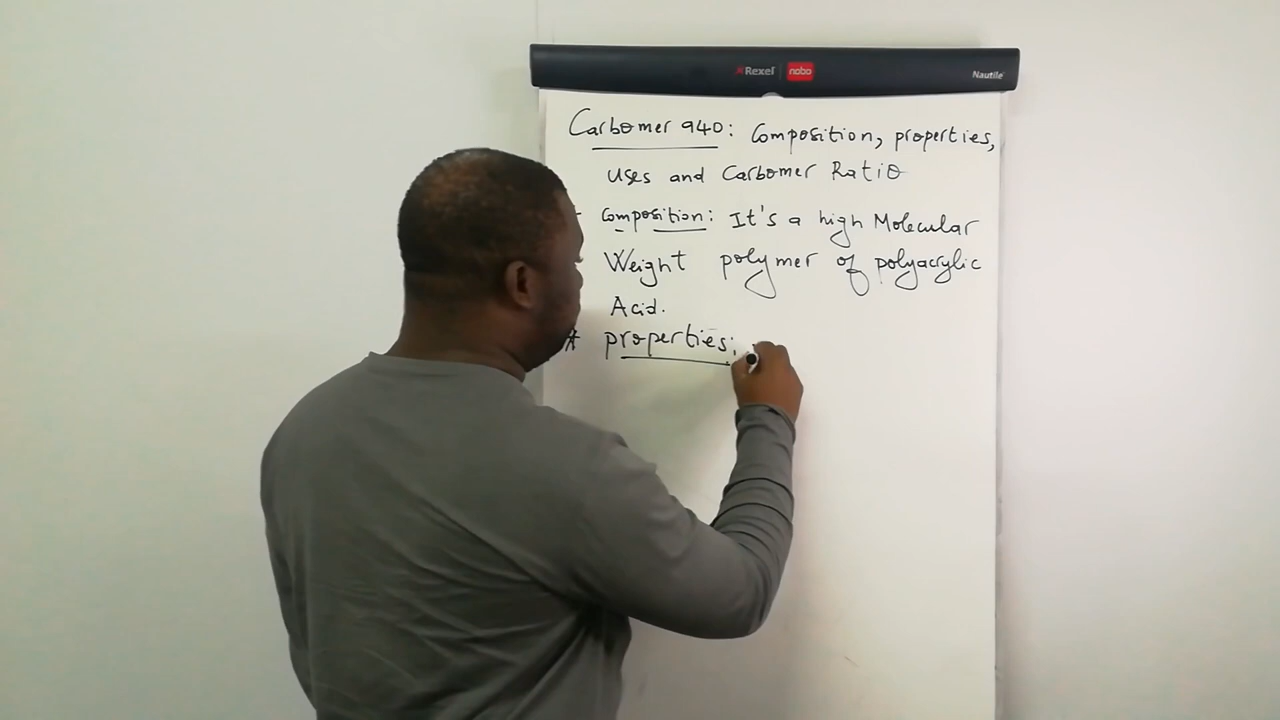 Rexel nobo Nautile
Carbomer 940: Composition, properties,
uses and Carbomer Ratio
Composition: It's a high Molecular
Weight polymer of polyacrylic
Acid.
* properties: